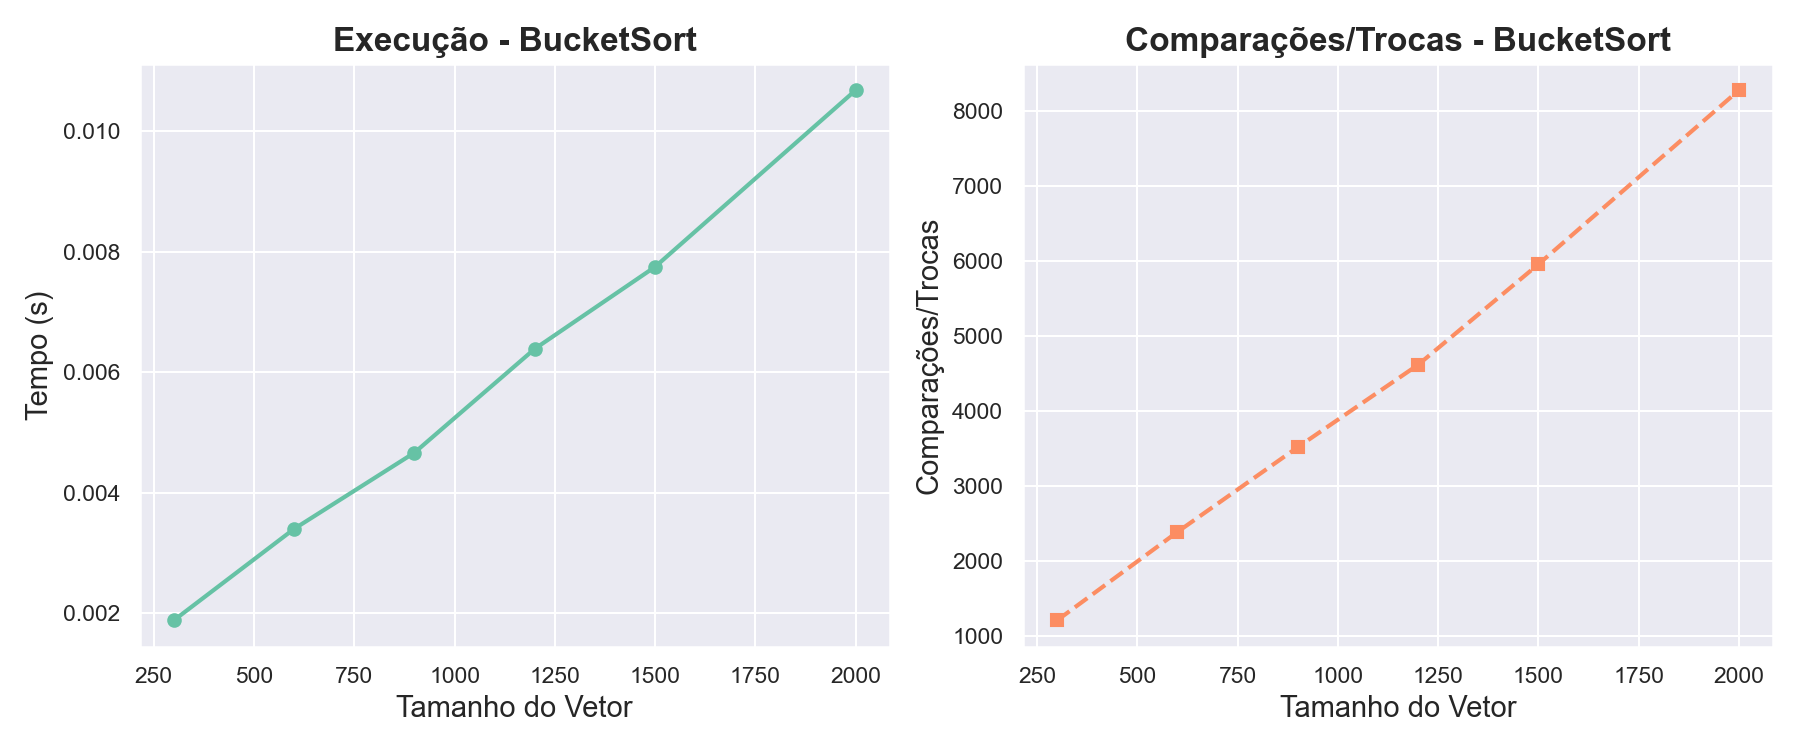 Execução - BucketSort
0.010
0.008
0.006
0.004
0.002
Tempo (s)
250 500 750 1000 1250 1500 1750 2000
Tamanho do Vetor
Comparações/Trocas - BucketSort
8000
7000
6000
5000
4000
3000
2000
1000
Comparações/Trocas
250 500 750 1000 1250 1500 1750 2000
Tamanho do Vetor